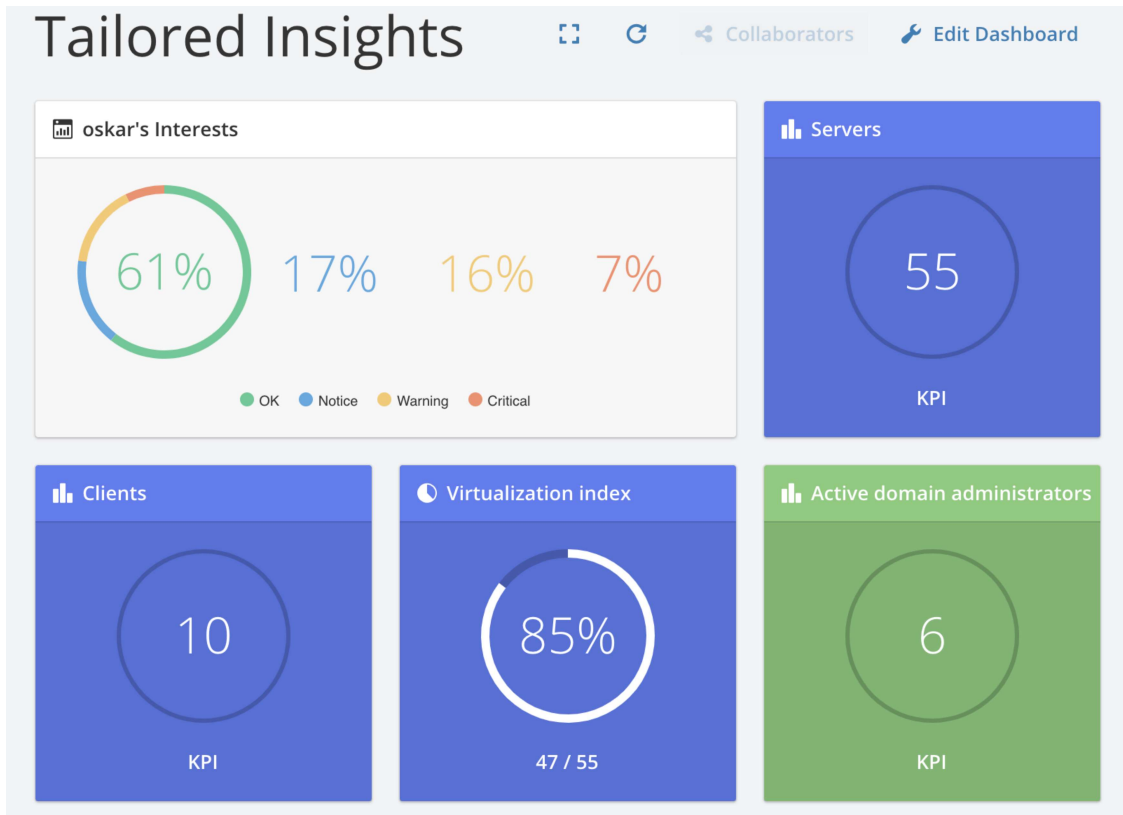 Tailored Insights
Collaborators
Edit Dashboard
oskar's Interests
61%
17%
16%
7%
OK
Notice
Warning
Critical
Servers
55
KPI
Clients
10
KPI
Virtualization index
85%
47 / 55
Active domain administrators
6
KPI